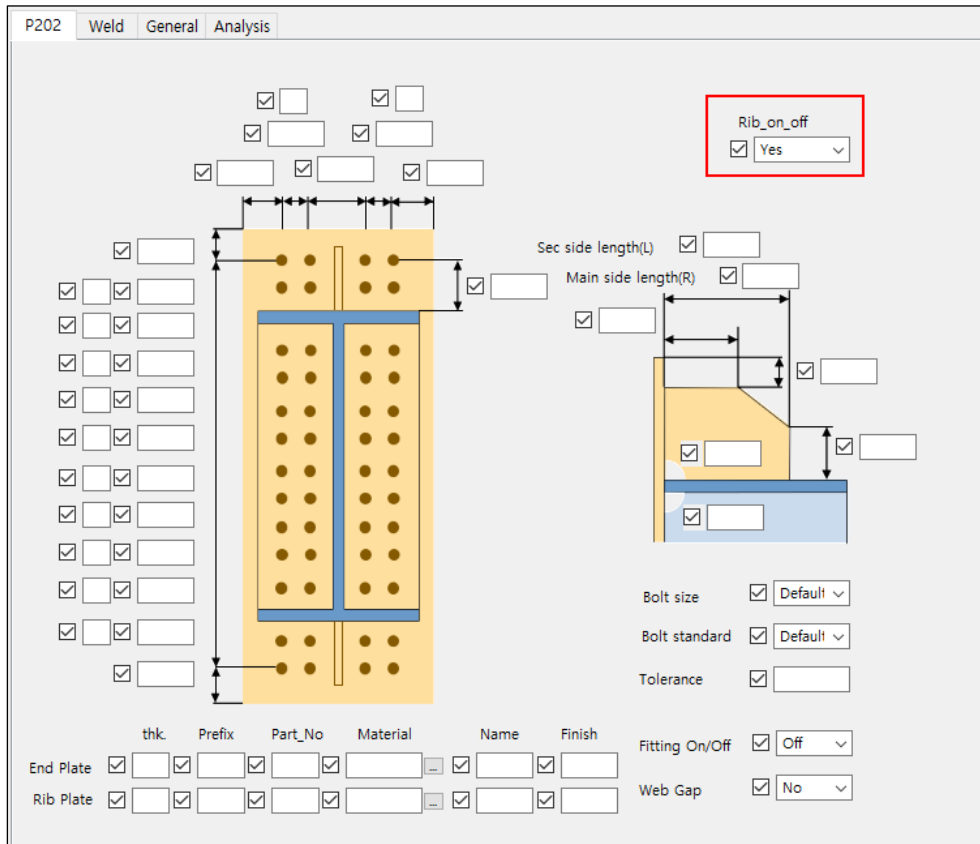 P202 Weld General Analysis
Rib_on_off
Yes
Sec side length(L)
Main side length(R)
Bolt size Default
Bolt standard Default
Tolerance
thk. Prefix Part_No Material Name Finish
End Plate ...
Rib Plate ...
Fitting On/Off Off
Web Gap No